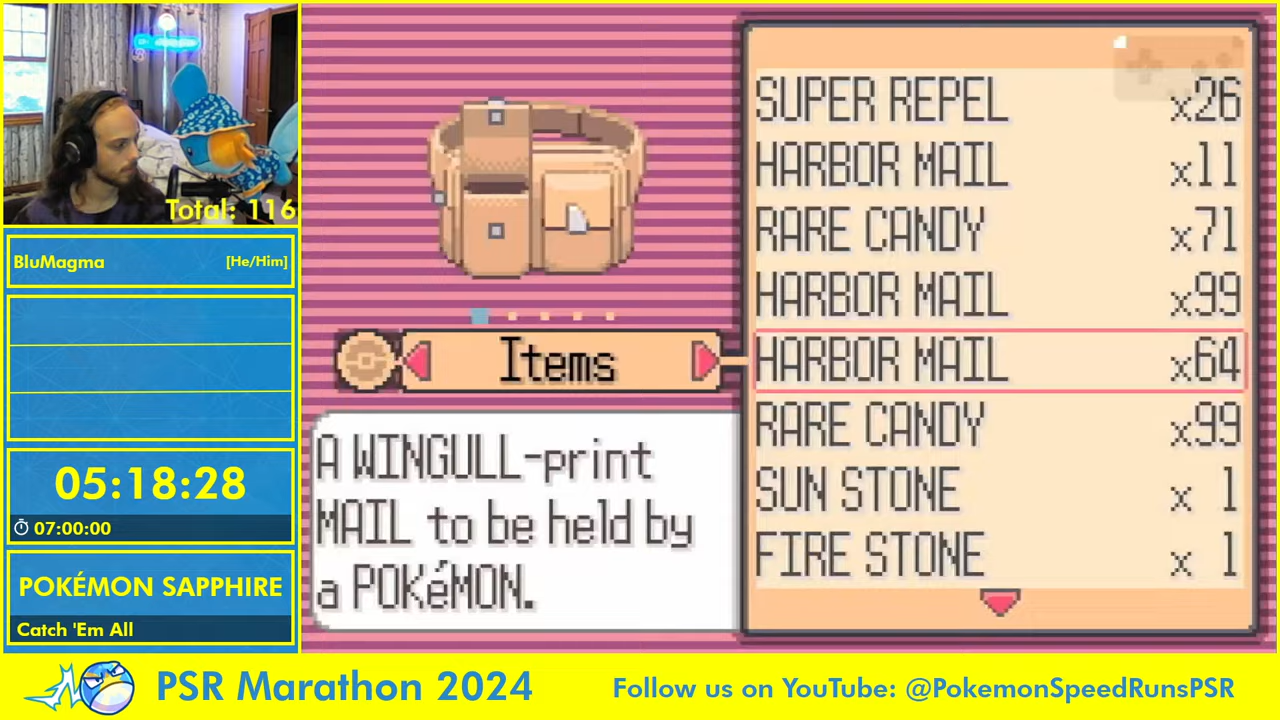 Total: 116
BluMagma [He/Him]
05:18:28
07:00:00
POKÉMON SAPPHIRE
Catch 'Em All
Items
A WINGULL-print
MAIL to be held by
a POKéMON.
SUPER REPEL x26
HARBOR MAIL x11
RARE CANDY x71
HARBOR MAIL x99
HARBOR MAIL x64
RARE CANDY x99
SUN STONE x 1
FIRE STONE x 1
PSR Marathon 2024
Follow us on YouTube: @PokemonSpeedRunsPSR